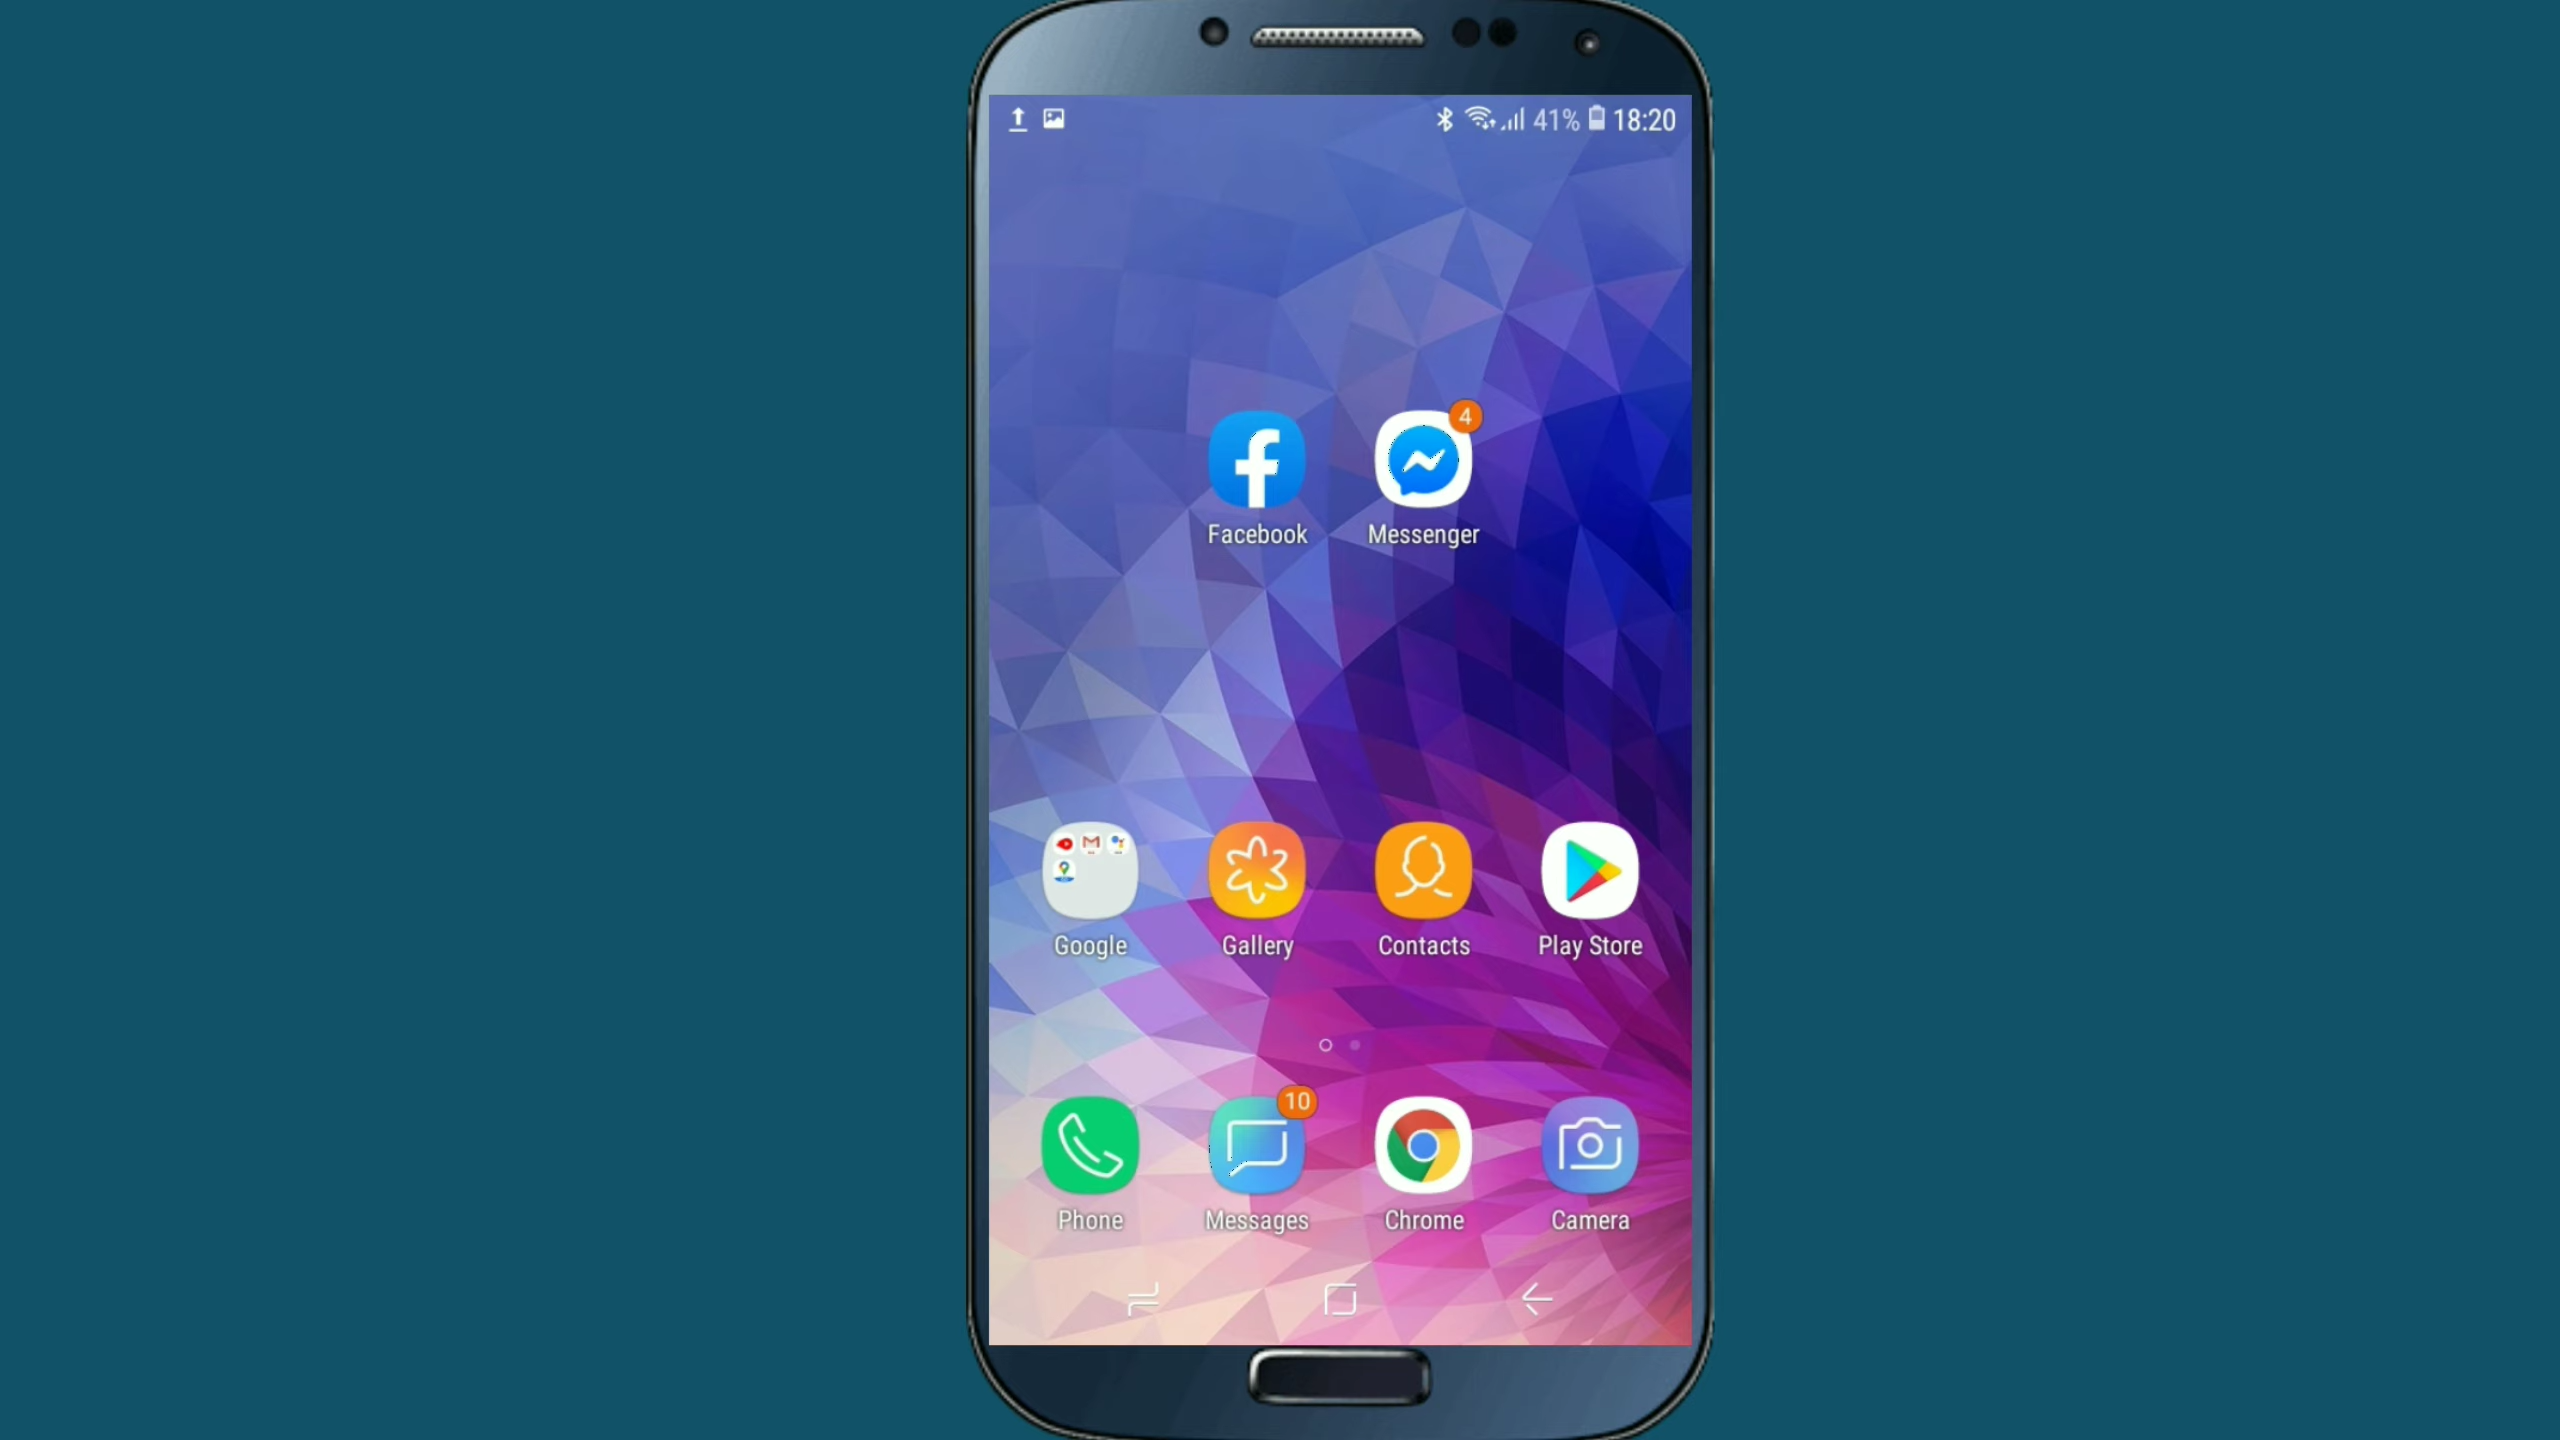 41% 18:20
4
Facebook Messenger
Google Gallery Contacts Play Store
10
Phone Messages Chrome Camera